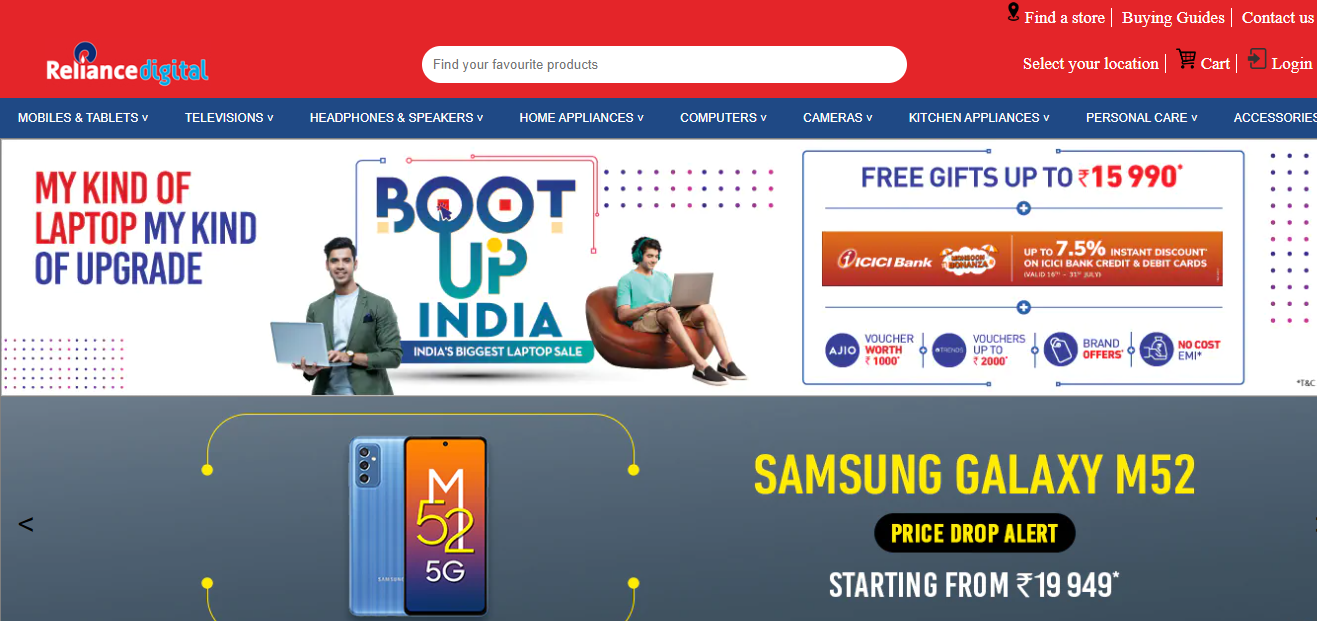 Find a store
Buying Guides
Contact us
Reliance digital
Find your favourite products
Select your location
Cart
Login
MOBILES & TABLETS ˅
TELEVISIONS ˅
HEADPHONES & SPEAKERS ˅
HOME APPLIANCES ˅
COMPUTERS ˅
CAMERAS ˅
KITCHEN APPLIANCES ˅
PERSONAL CARE ˅
ACCESSORIES
MY KIND OF
LAPTOP MY KIND
OF UPGRADE
BOOT
UP
INDIA
INDIA'S BIGGEST LAPTOP SALE
FREE GIFTS UP TO ₹15 990*
ICICI Bank
MONSOON
BONANZA
UP TO 7.5% INSTANT DISCOUNT*
ON ICICI BANK CREDIT & DEBIT CARDS
(VALID 16TH – 31ST JULY)
AJIO
VOUCHER
WORTH
₹ 1000*
TRENDS
VOUCHERS
UP TO
₹ 2000*
BRAND
OFFERS*
NO COST
EMI*
*T&C
<
M
52
5G
SAMSUNG
SAMSUNG GALAXY M52
PRICE DROP ALERT
STARTING FROM ₹19 949*